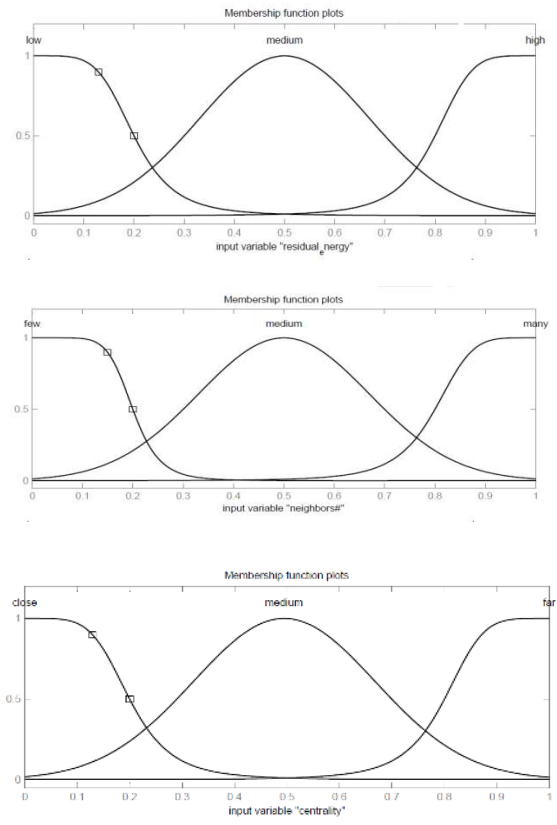 Membership function plots
low medium high
1
0.5
0
0 0.1 0.2 0.3 0.4 0.5 0.6 0.7 0.8 0.9 1
input variable "residual_energy"
Membership function plots
few medium many
1
0.5
0
0 0.1 0.2 0.3 0.4 0.5 0.6 0.7 0.8 0.9 1
input variable "neighbors#"
Membership function plots
close medium far
1
0.5
0
0 0.1 0.2 0.3 0.4 0.5 0.6 0.7 0.8 0.9 1
input variable "centrality"